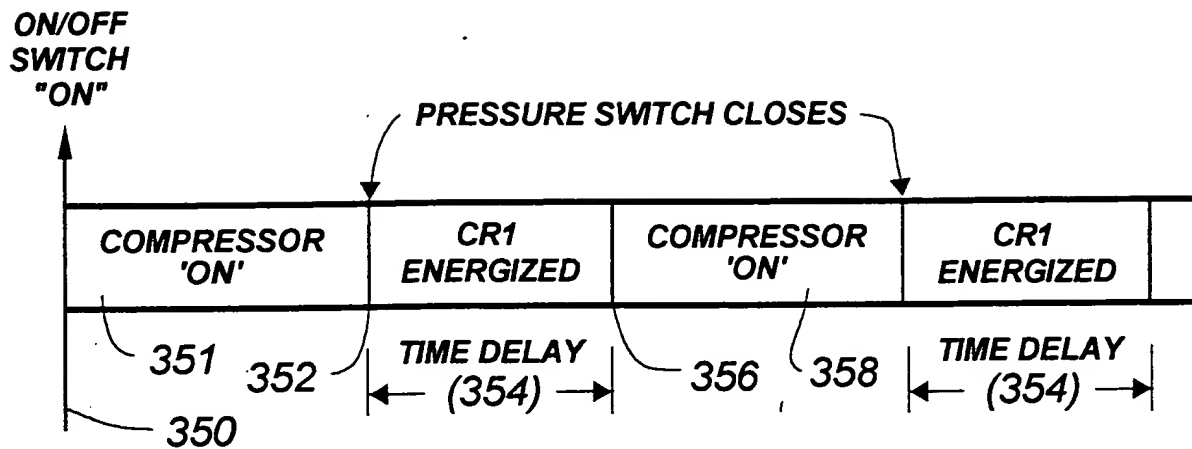 ON/OFF
SWITCH
"ON"
PRESSURE SWITCH CLOSES
COMPRESSOR
'ON'
CR1
ENERGIZED
COMPRESSOR
'ON'
CR1
ENERGIZED
351
352
TIME DELAY
(354)
356
358
TIME DELAY
(354)
350